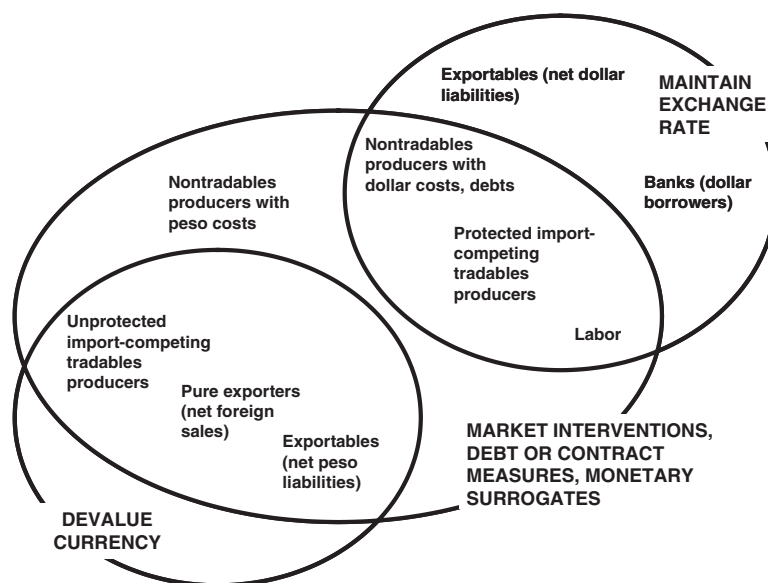 Exportables (net dollar
liabilities)
MAINTAIN
EXCHANGE
RATE
Nontradables
producers with
dollar costs, debts
Banks (dollar
borrowers)
Nontradables
producers with
peso costs
Protected import-
competing
tradables
producers
Labor
Unprotected
import-competing
tradables
producers
Pure exporters
(net foreign
sales)
Exportables
(net peso
liabilities)
MARKET INTERVENTIONS,
DEBT OR CONTRACT
MEASURES, MONETARY
SURROGATES
DEVALUE
CURRENCY